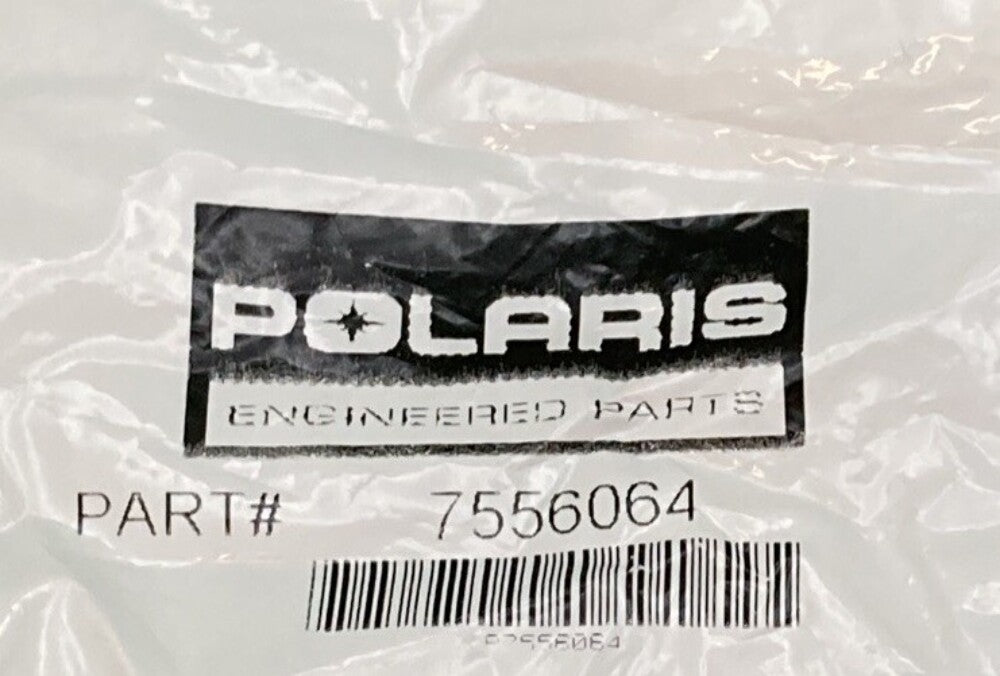 POLARIS
ENGINEERED PARTS
PART# 7556064